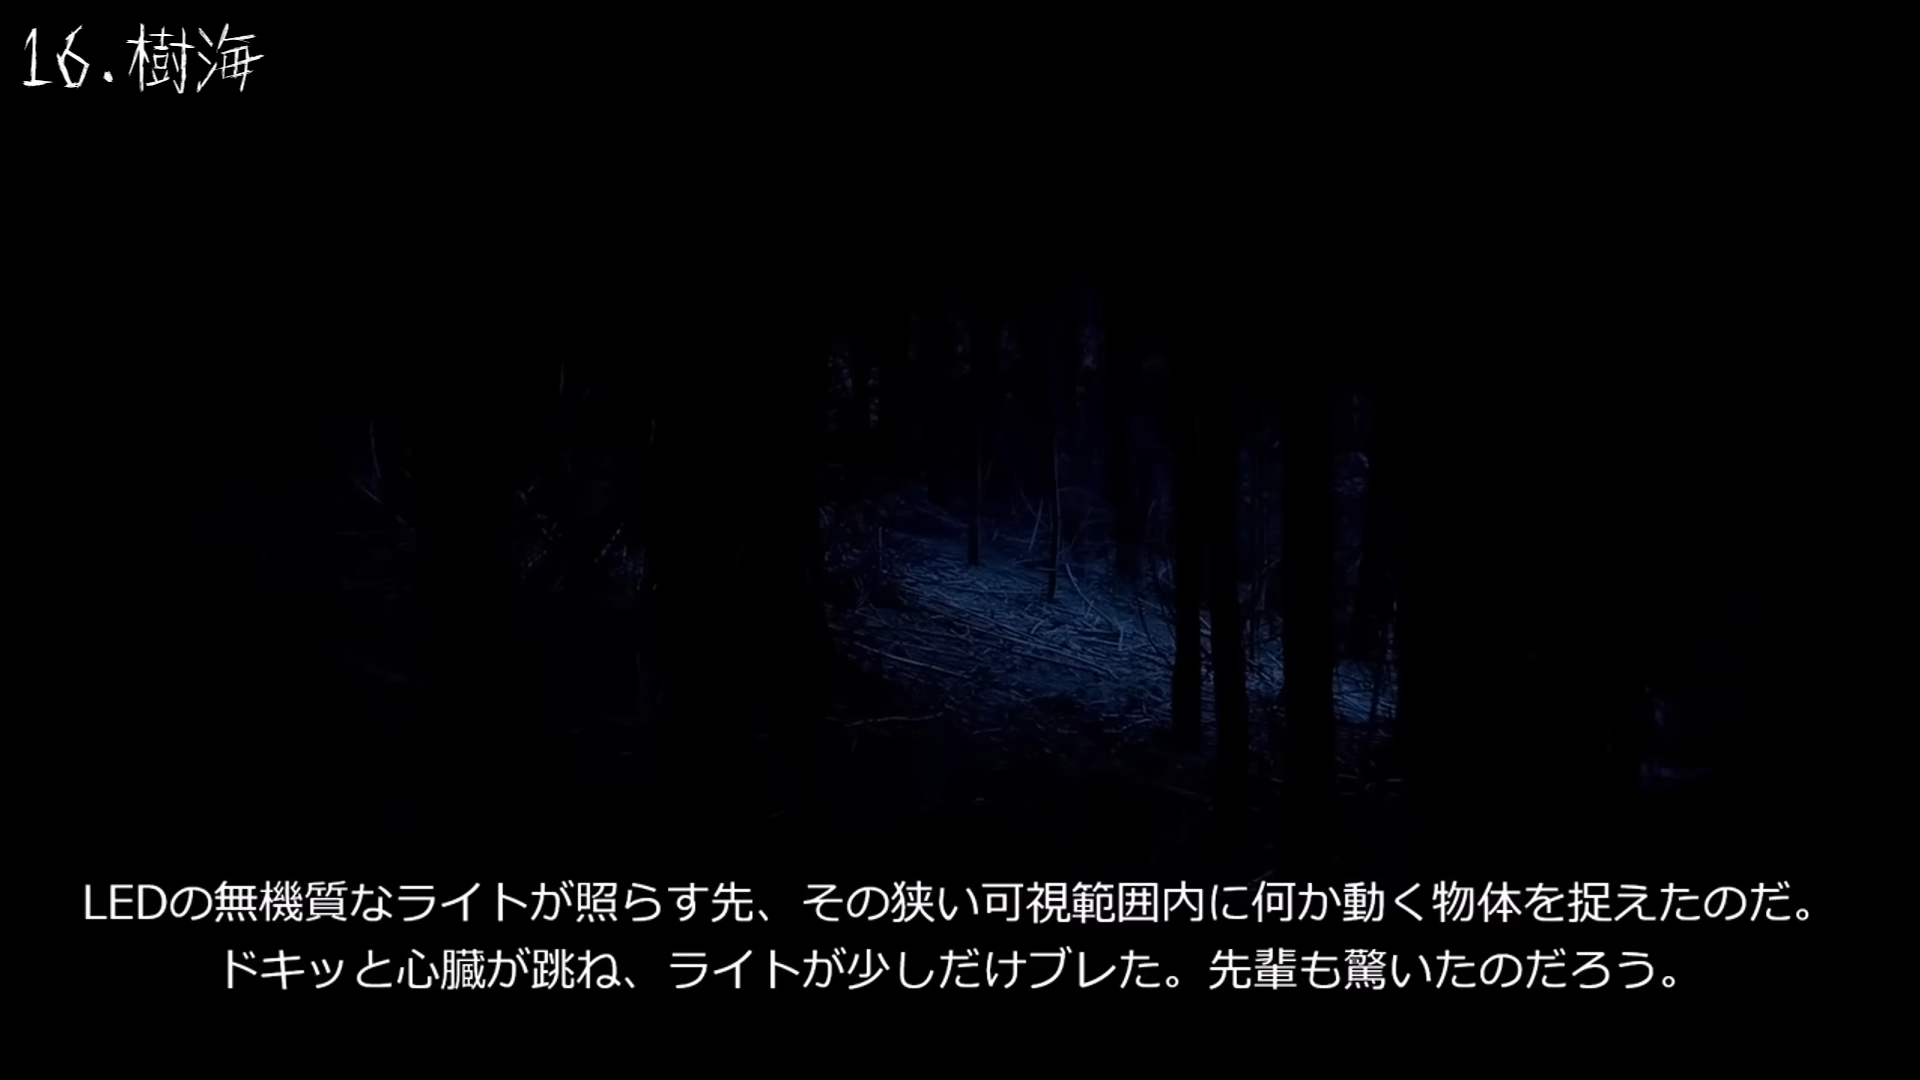 16.樹海
LEDの無機質なライトが照らす先、その狭い可視範囲内に何か動く物体を捉えたのだ。
ドキッと心臓が跳ね、ライトが少しだけブレた。先輩も驚いたのだろう。